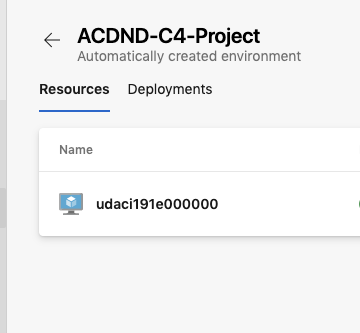 ACDND-C4-Project
Automatically created environment
Resources
Deployments
Name
udaci191e000000